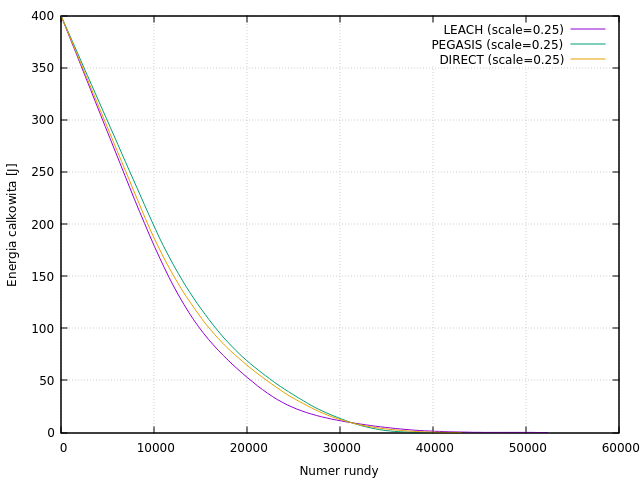 400
350
300
250
200
150
100
50
0
Energia calkowita [J]
LEACH (scale=0.25)
PEGASIS (scale=0.25)
DIRECT (scale=0.25)
0 10000 20000 30000 40000 50000 60000
Numer rundy